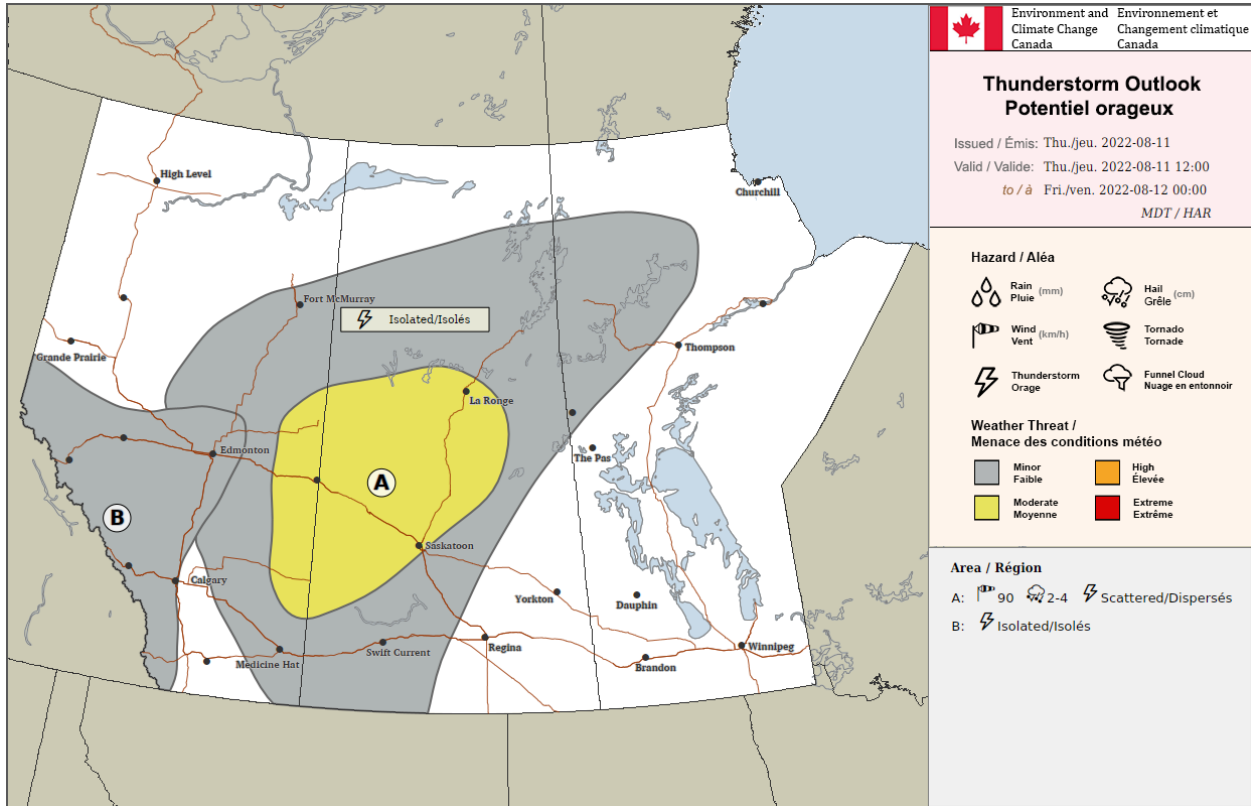 Environment and
Climate Change
Canada
Environnement et
Changement climatique
Canada
Thunderstorm Outlook
Potentiel orageux
Issued / Émis: Thu./jeu. 2022-08-11
Valid / Valide: Thu./jeu. 2022-08-11 12:00
to / à Fri./ven. 2022-08-12 00:00
MDT / HAR
Hazard / Aléa
Rain
Pluie (mm)
Hail
Grêle (cm)
Wind
Vent (km/h)
Tornado
Tornade
Thunderstorm
Orage
Funnel Cloud
Nuage en entonnoir
Weather Threat /
Menace des conditions météo
Minor
Faible
High
Élevée
Moderate
Moyenne
Extreme
Extrême
Area / Région
A: 90 2-4 Scattered/Dispersés
B: Isolated/Isolés
High Level
Churchill
Fort McMurray
Isolated/Isolés
Grande Prairie
Thompson
La Ronge
Edmonton
The Pas
A
B
Saskatoon
Calgary
Yorkton
Dauphin
Medicine Hat
Swift Current
Regina
Brandon
Winnipeg